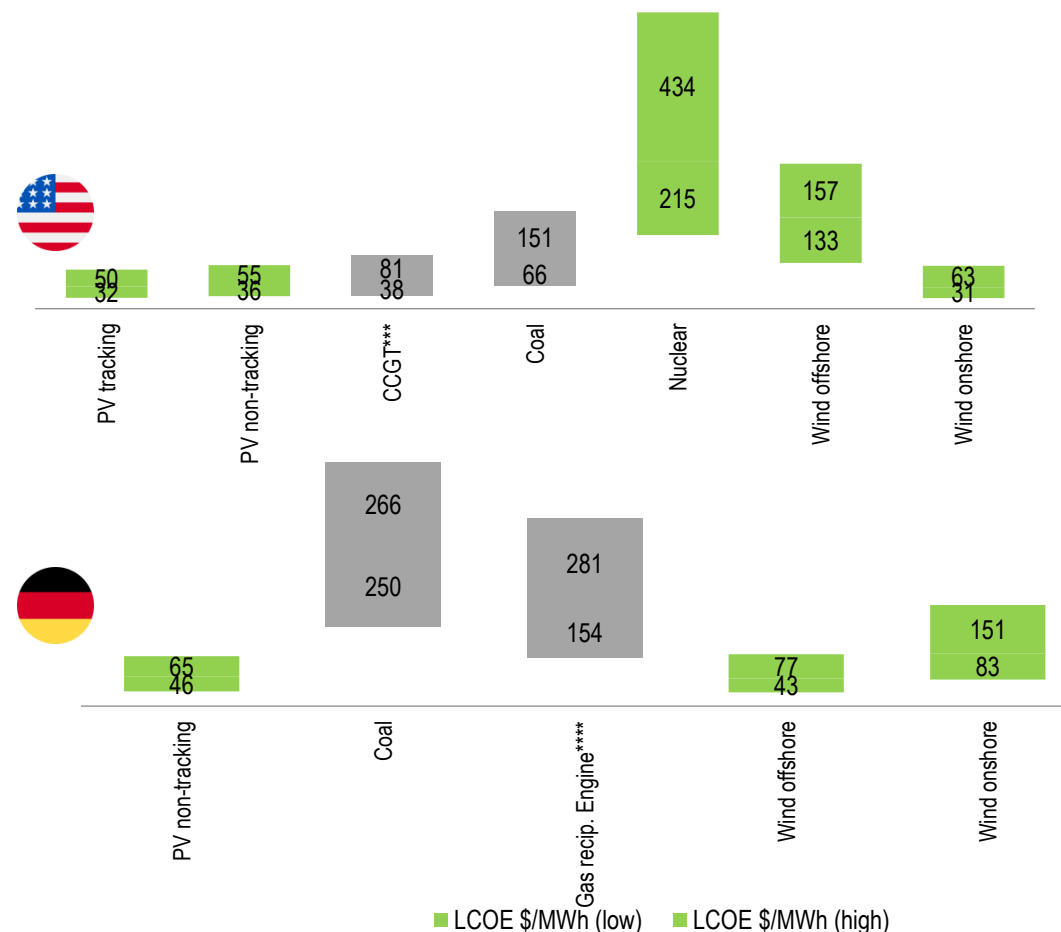 434
215
157
133
151
66
81
38
50
32
55
36
63
31
PV tracking
PV non-tracking
CCGT***
Coal
Nuclear
Wind offshore
Wind onshore
266
250
281
154
151
83
65
46
77
43
PV non-tracking
Coal
Gas recip. Engine****
Wind offshore
Wind onshore
LCOE $/MWh (low)
LCOE $/MWh (high)